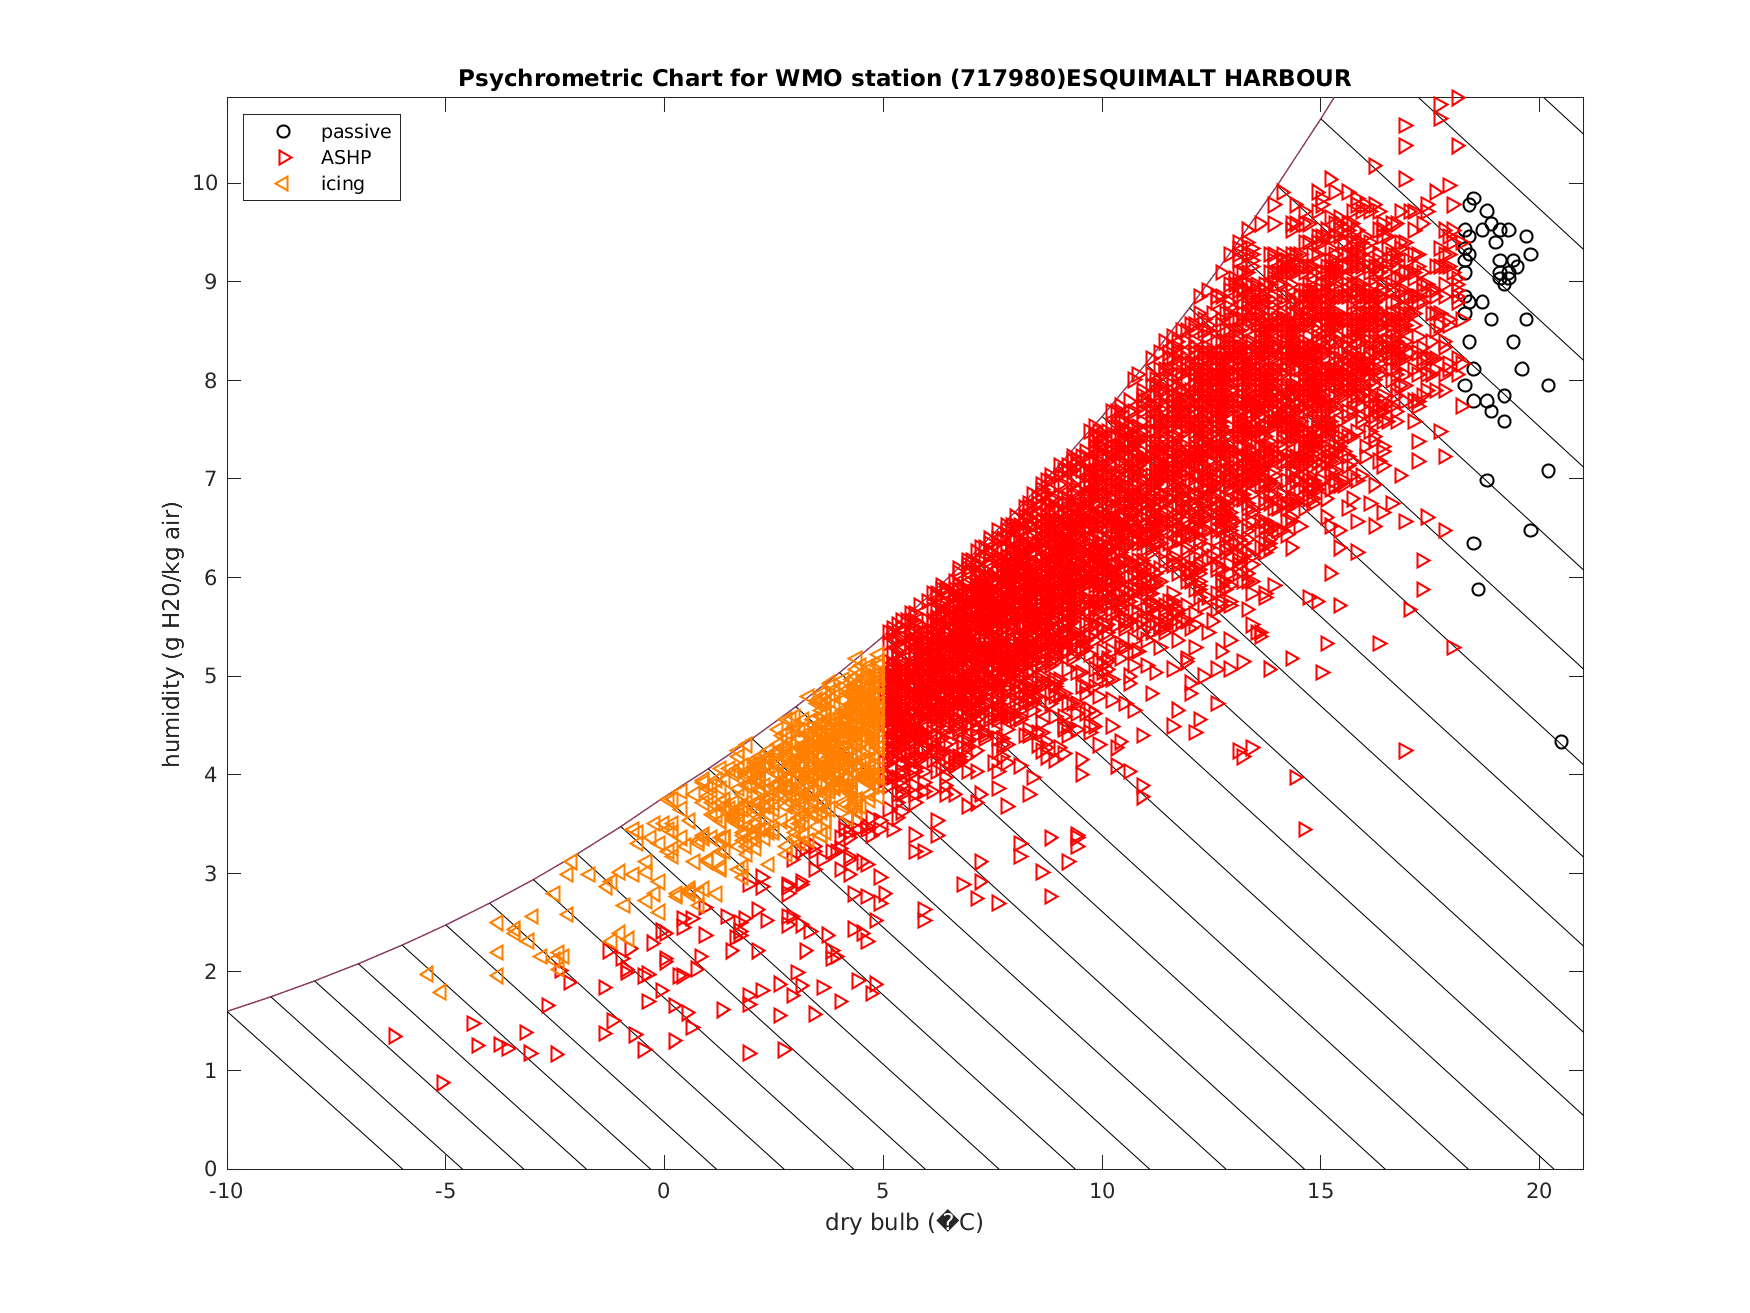 Psychrometric Chart for WMO station (717980)ESQUIMALT HARBOUR
passive
ASHP
icing
humidity (g H20/kg air)
10
9
8
7
6
5
4
3
2
1
0
-10 -5 0 5 10 15 20
dry bulb (�C)